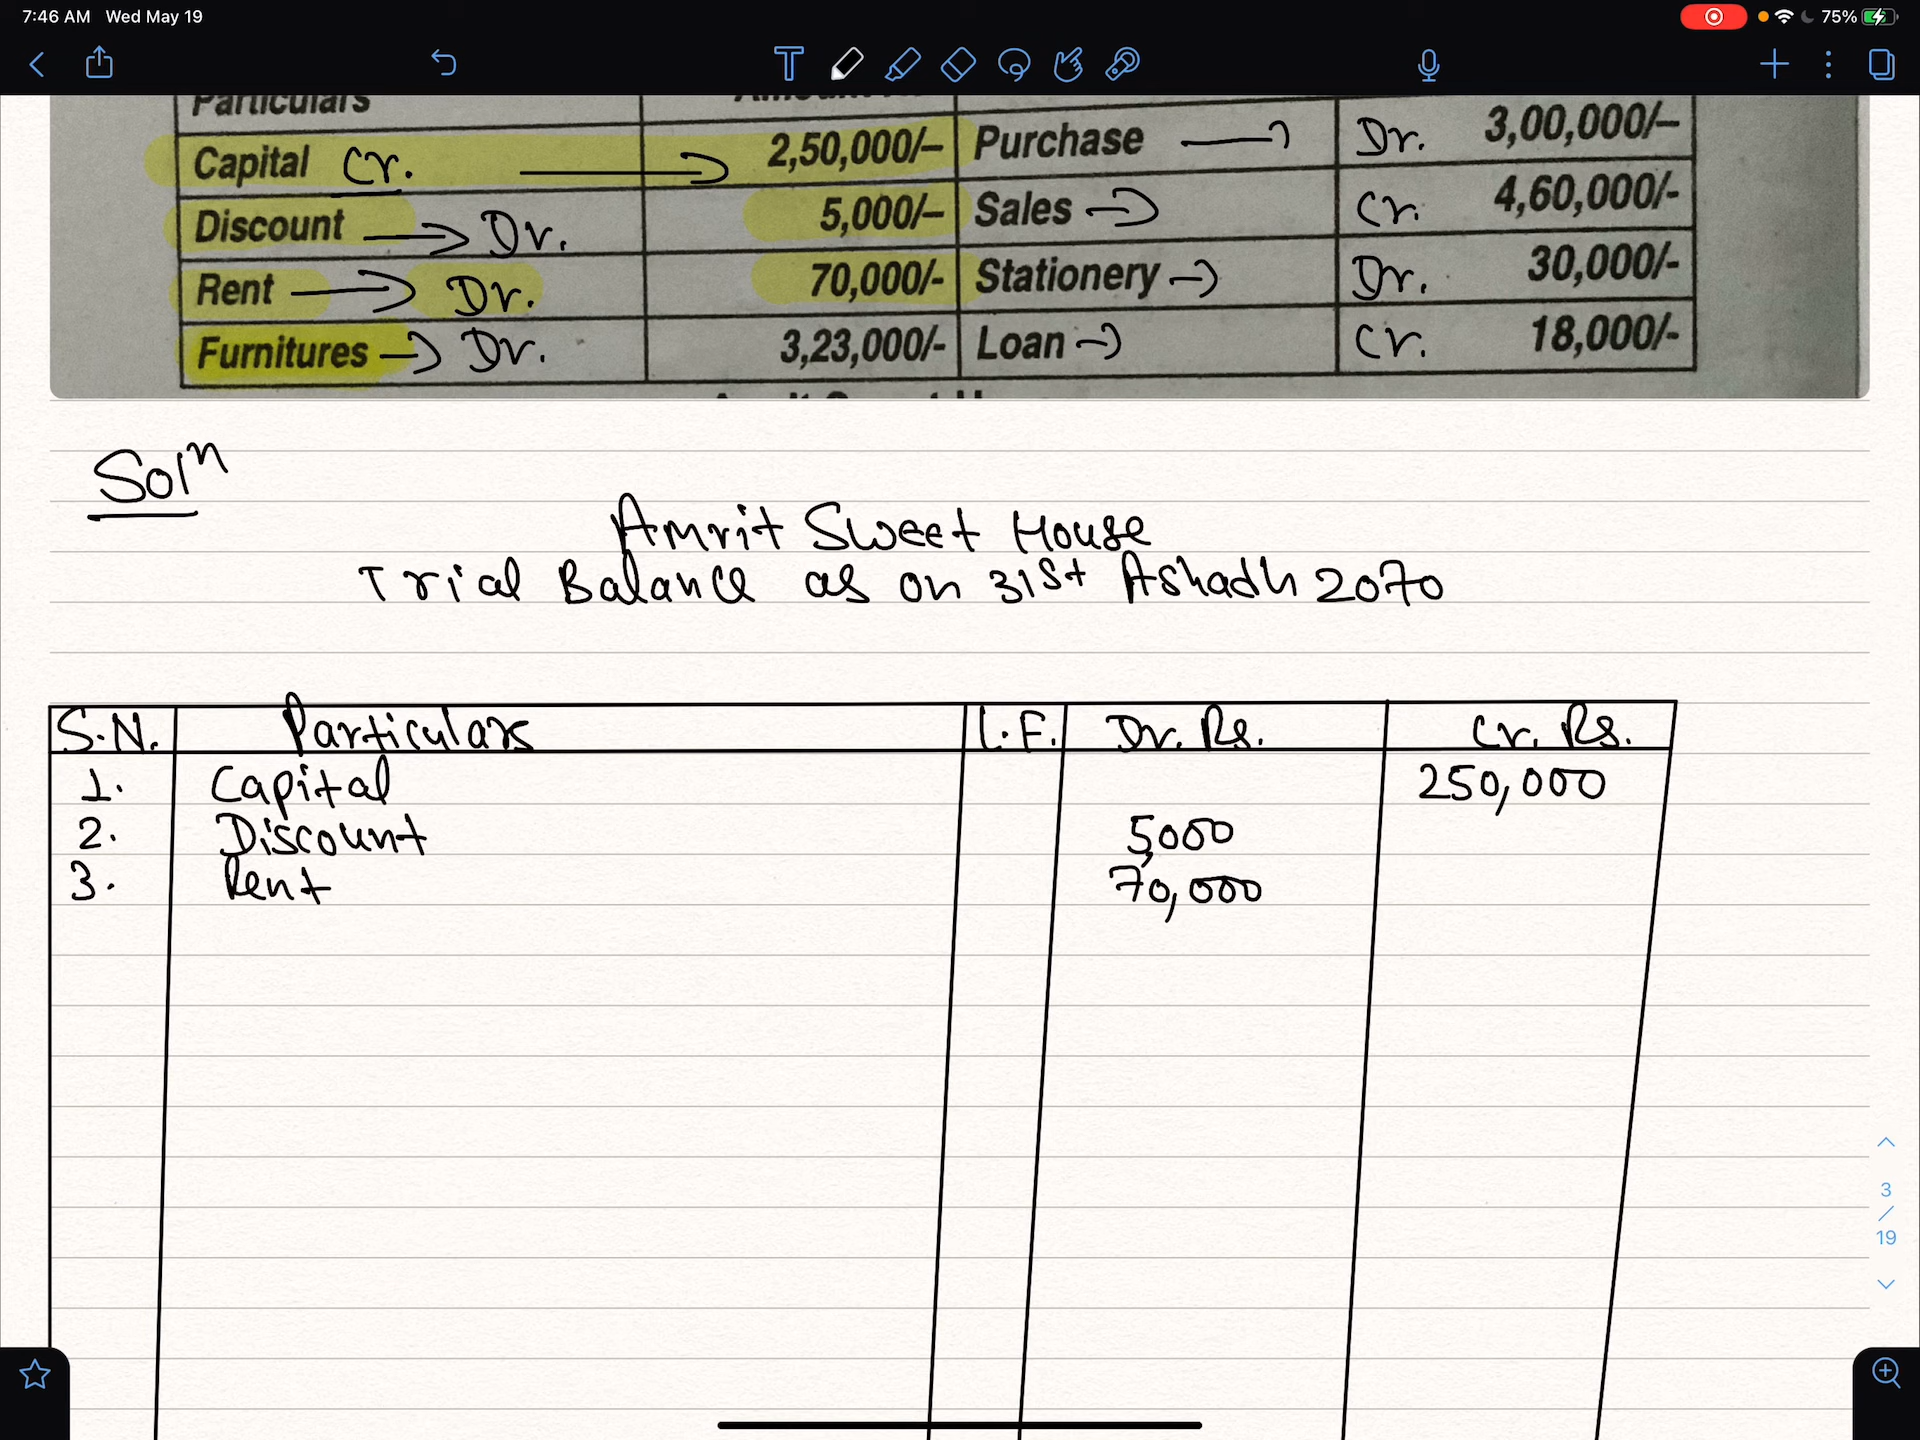 7:46 AM Wed May 19
75%
Particulars
Capital Cr. 2,50,000/- Purchase Dr. 3,00,000/-
Discount Dr. 5,000/- Sales Cr. 4,60,000/-
Rent Dr. 70,000/- Stationery Dr. 30,000/-
Furnitures Dr. 3,23,000/- Loan Cr. 18,000/-
Solⁿ
Amrit Sweet House
Trial Balance as on 31st Ashadh 2070
S.N. Particulars L.F. Dr. Rs. Cr. Rs.
1. Capital 250,000
2. Discount 5,000
3. Rent 70,000
3
/
19